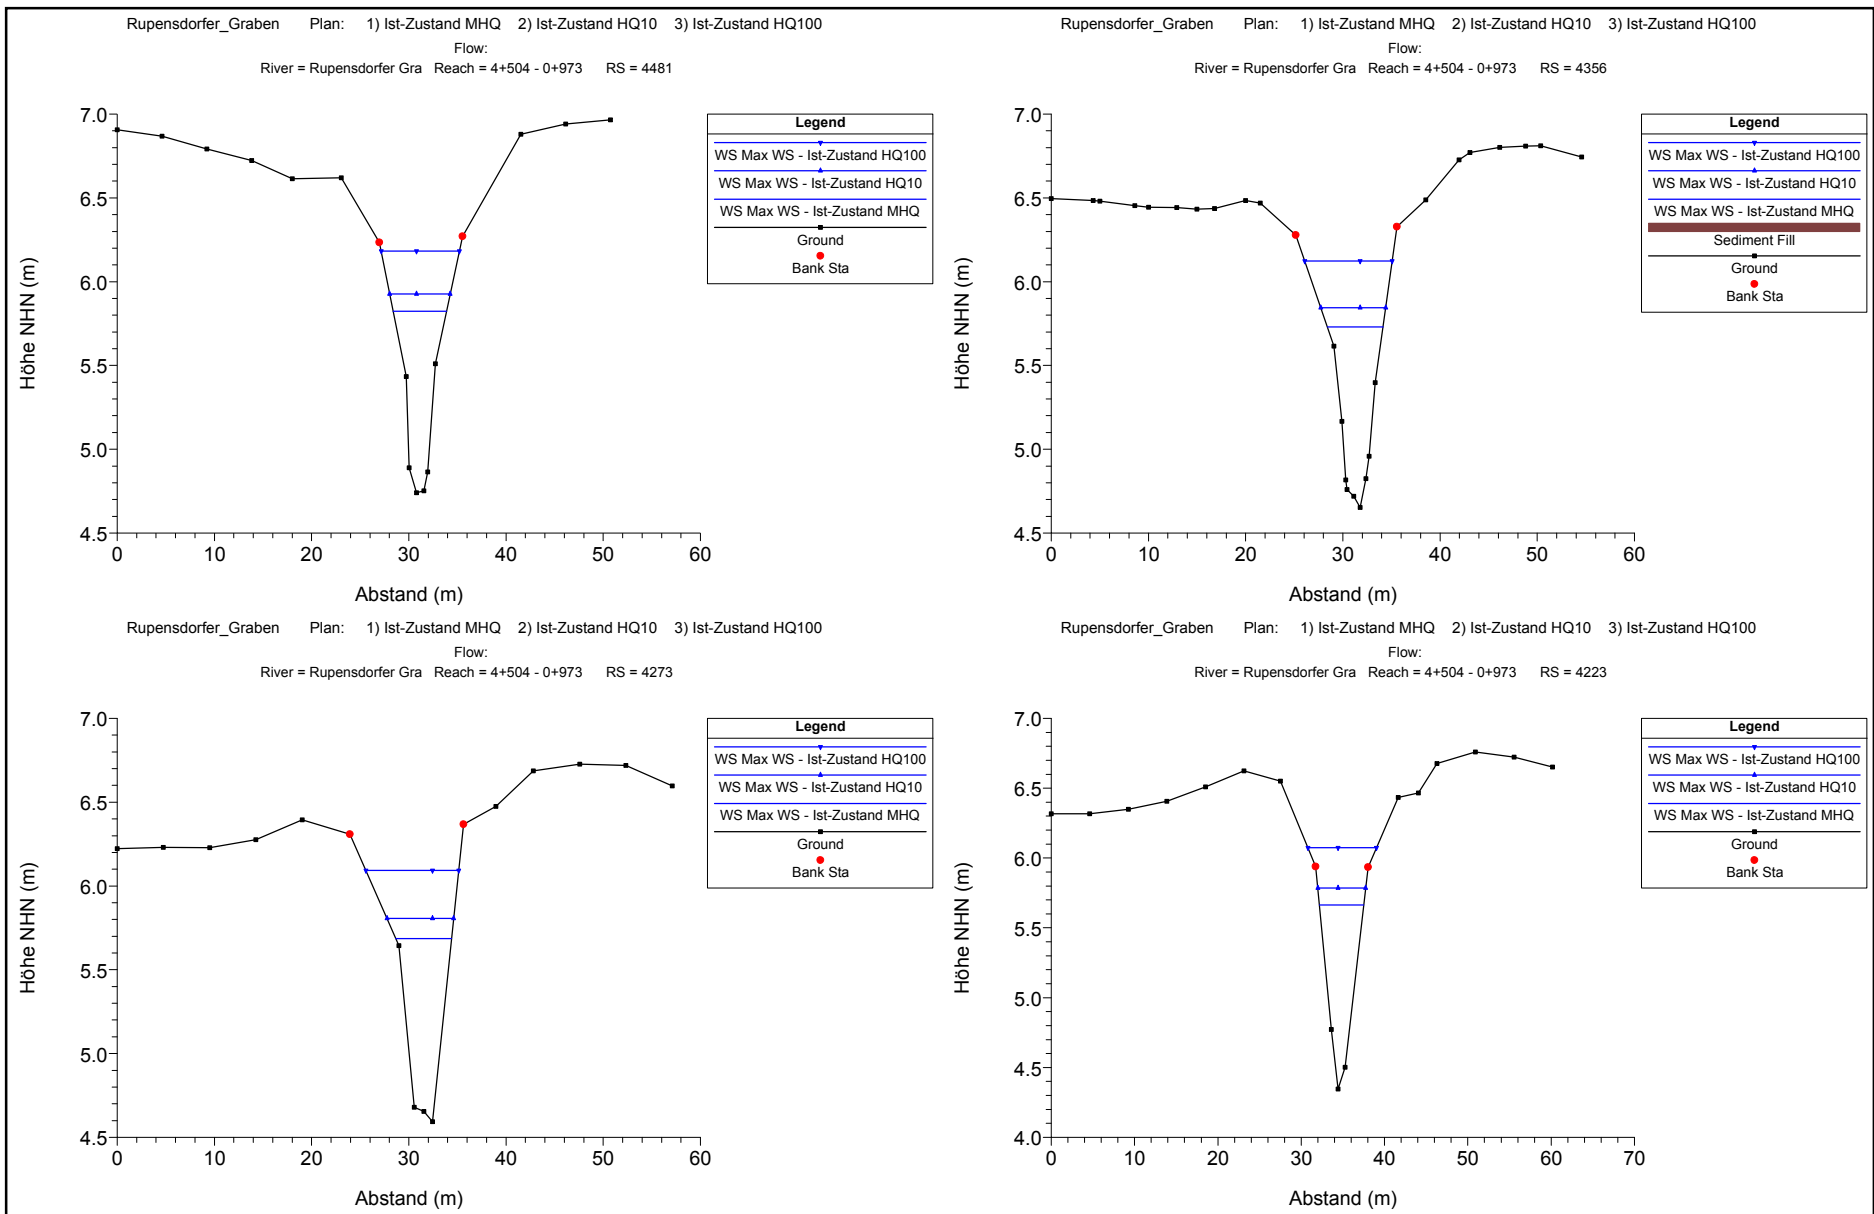 Rupensdorfer_Graben Plan: 1) Ist-Zustand MHQ 2) Ist-Zustand HQ10 3) Ist-Zustand HQ100
Flow:
River = Rupensdorfer Gra Reach = 4+504 - 0+973 RS = 4481
7.0
6.5
6.0
5.5
5.0
4.5
Höhe NHN (m)
0 10 20 30 40 50 60
Abstand (m)
Legend
WS Max WS - Ist-Zustand HQ100
WS Max WS - Ist-Zustand HQ10
WS Max WS - Ist-Zustand MHQ
Ground
Bank Sta
Rupensdorfer_Graben Plan: 1) Ist-Zustand MHQ 2) Ist-Zustand HQ10 3) Ist-Zustand HQ100
Flow:
River = Rupensdorfer Gra Reach = 4+504 - 0+973 RS = 4356
7.0
6.5
6.0
5.5
5.0
4.5
Höhe NHN (m)
0 10 20 30 40 50 60
Abstand (m)
Legend
WS Max WS - Ist-Zustand HQ100
WS Max WS - Ist-Zustand HQ10
WS Max WS - Ist-Zustand MHQ
Sediment Fill
Ground
Bank Sta
Rupensdorfer_Graben Plan: 1) Ist-Zustand MHQ 2) Ist-Zustand HQ10 3) Ist-Zustand HQ100
Flow:
River = Rupensdorfer Gra Reach = 4+504 - 0+973 RS = 4273
7.0
6.5
6.0
5.5
5.0
4.5
Höhe NHN (m)
0 10 20 30 40 50 60
Abstand (m)
Legend
WS Max WS - Ist-Zustand HQ100
WS Max WS - Ist-Zustand HQ10
WS Max WS - Ist-Zustand MHQ
Ground
Bank Sta
Rupensdorfer_Graben Plan: 1) Ist-Zustand MHQ 2) Ist-Zustand HQ10 3) Ist-Zustand HQ100
Flow:
River = Rupensdorfer Gra Reach = 4+504 - 0+973 RS = 4223
7.0
6.5
6.0
5.5
5.0
4.5
4.0
Höhe NHN (m)
0 10 20 30 40 50 60 70
Abstand (m)
Legend
WS Max WS - Ist-Zustand HQ100
WS Max WS - Ist-Zustand HQ10
WS Max WS - Ist-Zustand MHQ
Ground
Bank Sta